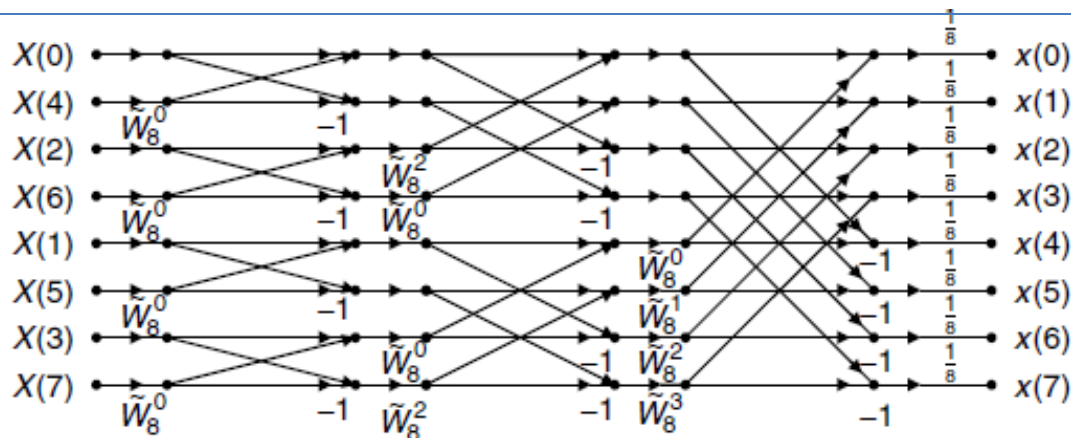 1/8
X(0) x(0)
1/8
X(4) x(1)
W̃₈⁰ −1
1/8
X(2) x(2)
W̃₈² −1
1/8
X(6) x(3)
W̃₈⁰ −1 W̃₈⁰ −1
1/8
X(1) x(4)
W̃₈⁰ −1
1/8
X(5) x(5)
W̃₈⁰ −1 W̃₈¹
1/8
X(3) x(6)
W̃₈⁰ −1 W̃₈² −1 −1
1/8
X(7) x(7)
W̃₈⁰ −1 W̃₈² −1 W̃₈³ −1